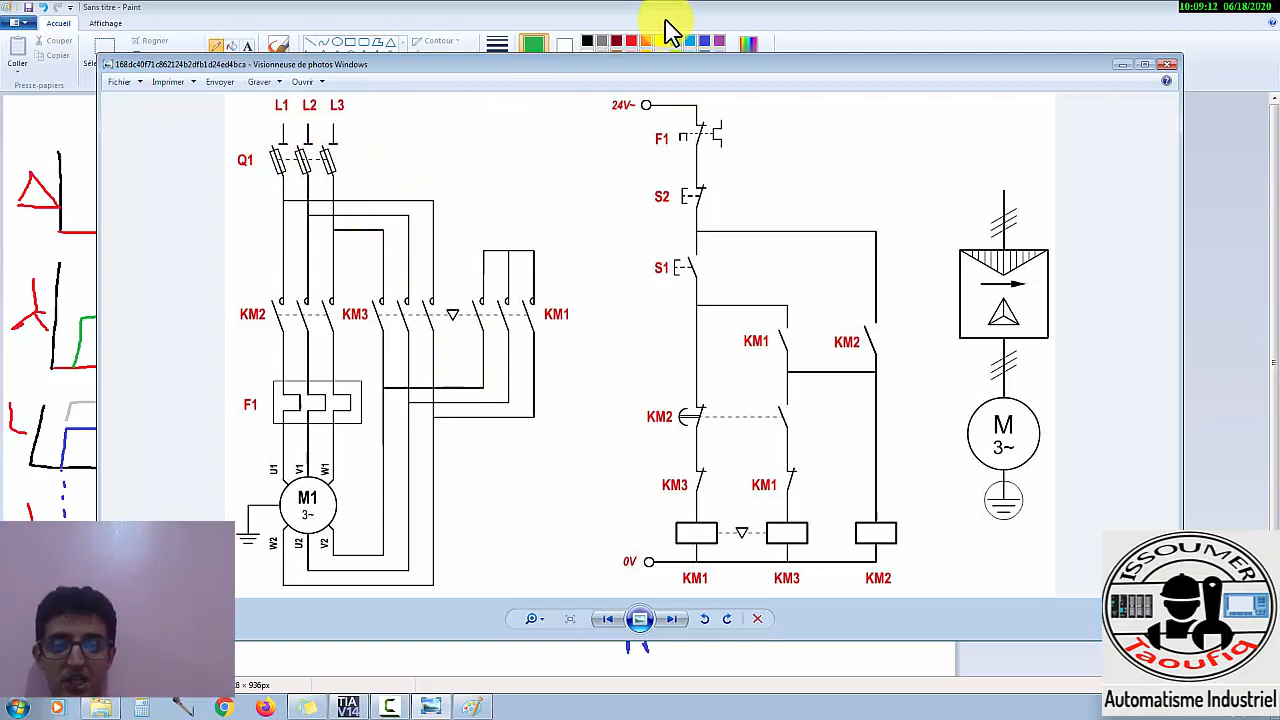 Sans titre - Paint
10:09:12 06/18/2020
Accueil
Affichage
Coller
Couper
Copier
Rogner
Contour
Presse-papiers
168dc40f71c862124b2dfb1d24ed4bca - Visionneuse de photos Windows
Fichier
Imprimer
Envoyer
Graver
Ouvrir
L1 L2 L3
Q1
KM2
KM3
KM1
F1
U1
V1
W1
M1
3~
W2
U2
V2
24V~
F1
S2
S1
KM1
KM2
KM2
KM3
KM1
0V
KM1
KM3
KM2
M
3~
ISSOUMER
Taoufiq
Automatisme Industriel
TIA
V14